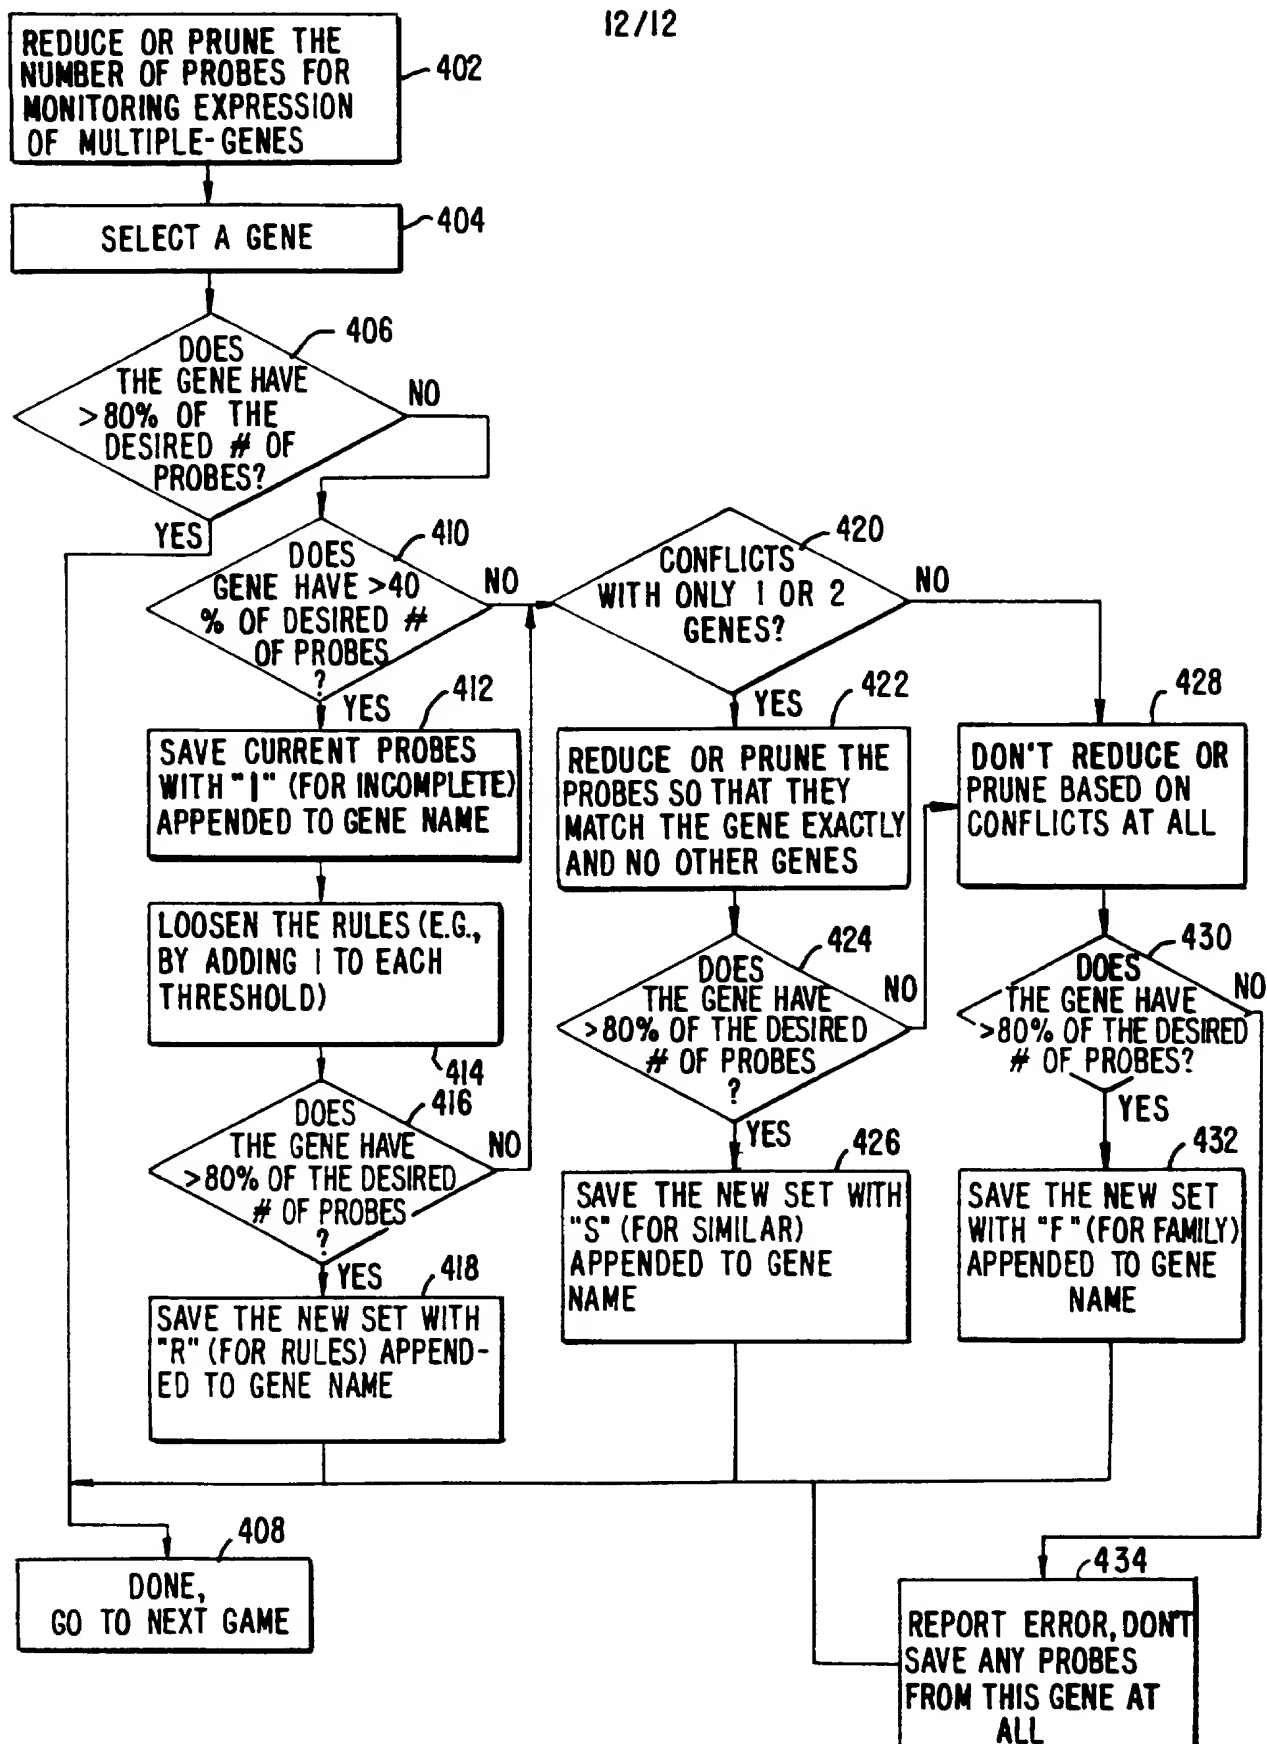 12/12
REDUCE OR PRUNE THE
NUMBER OF PROBES FOR
MONITORING EXPRESSION
OF MULTIPLE-GENES
402
SELECT A GENE
404
406
DOES
THE GENE HAVE
>80% OF THE
DESIRED # OF
PROBES?
NO
YES
410
DOES
GENE HAVE >40
% OF DESIRED #
OF PROBES
?
NO
YES
412
SAVE CURRENT PROBES
WITH "I" (FOR INCOMPLETE)
APPENDED TO GENE NAME
LOOSEN THE RULES (E.G.,
BY ADDING 1 TO EACH
THRESHOLD)
414
416
DOES
THE GENE HAVE
>80% OF THE DESIRED
# OF PROBES
?
NO
YES
418
SAVE THE NEW SET WITH
"R" (FOR RULES) APPEND-
ED TO GENE NAME
420
CONFLICTS
WITH ONLY 1 OR 2
GENES?
NO
YES
422
REDUCE OR PRUNE THE
PROBES SO THAT THEY
MATCH THE GENE EXACTLY
AND NO OTHER GENES
424
DOES
THE GENE HAVE
>80% OF THE DESIRED
# OF PROBES
?
NO
YES
426
SAVE THE NEW SET WITH
"S" (FOR SIMILAR)
APPENDED TO GENE
NAME
428
DON'T REDUCE OR
PRUNE BASED ON
CONFLICTS AT ALL
430
DOES
THE GENE HAVE
>80% OF THE DESIRED
# OF PROBES?
NO
YES
432
SAVE THE NEW SET
WITH "F" (FOR FAMILY)
APPENDED TO GENE
NAME
408
DONE,
GO TO NEXT GAME
434
REPORT ERROR, DON'T
SAVE ANY PROBES
FROM THIS GENE AT
ALL